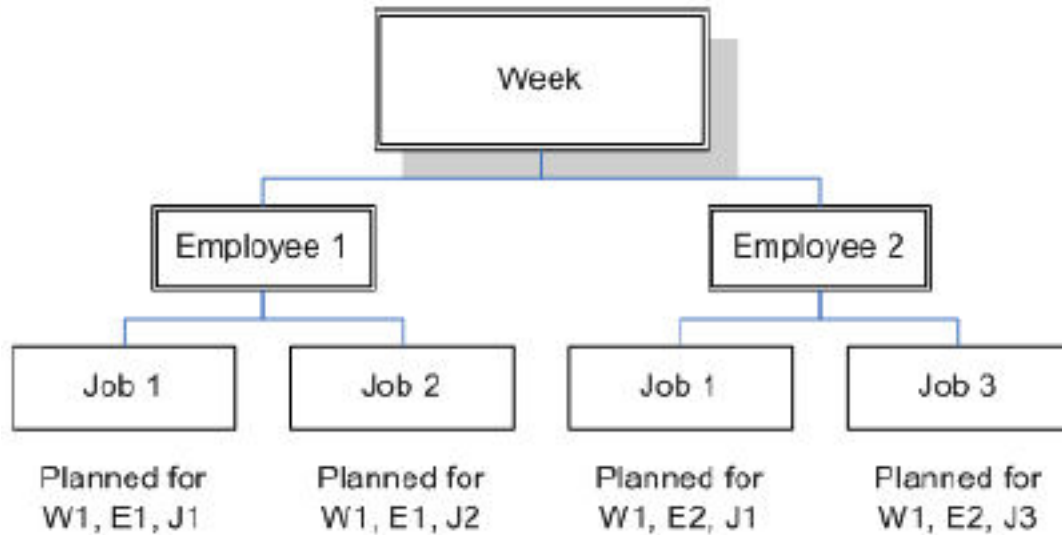 Week
Employee 1
Employee 2
Job 1
Job 2
Job 1
Job 3
Planned for
W1, E1, J1
Planned for
W1, E1, J2
Planned for
W1, E2, J1
Planned for
W1, E2, J3